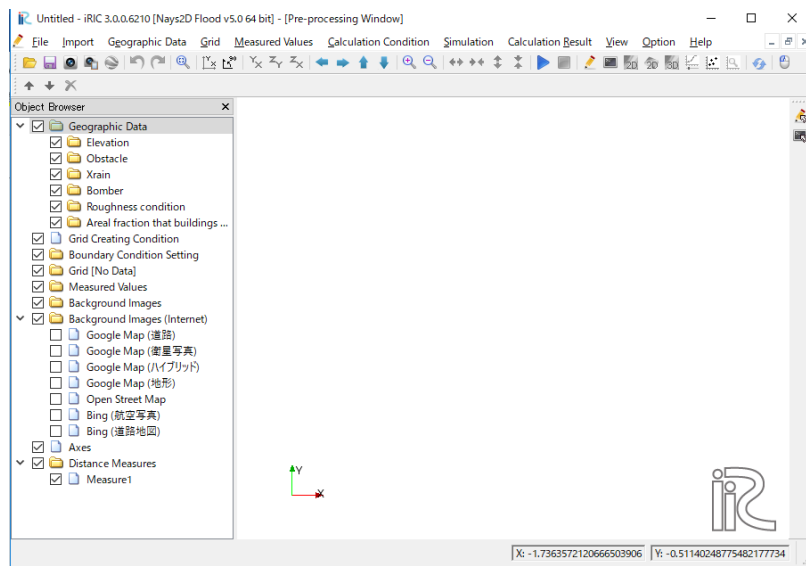 Untitled - iRIC 3.0.0.6210 [Nays2D Flood v5.0 64 bit] - [Pre-processing Window]
File Import Geographic Data Grid Measured Values Calculation Condition Simulation Calculation Result View Option Help
Object Browser
Geographic Data
Elevation
Obstacle
Xrain
Bomber
Roughness condition
Areal fraction that buildings ...
Grid Creating Condition
Boundary Condition Setting
Grid [No Data]
Measured Values
Background Images
Background Images (Internet)
Google Map (道路)
Google Map (衛星写真)
Google Map (ハイブリッド)
Google Map (地形)
Open Street Map
Bing (航空写真)
Bing (道路地図)
Axes
Distance Measures
Measure1
Y
X
iRIC
X: -1.7363572120666503906 Y: -0.51140248775482177734